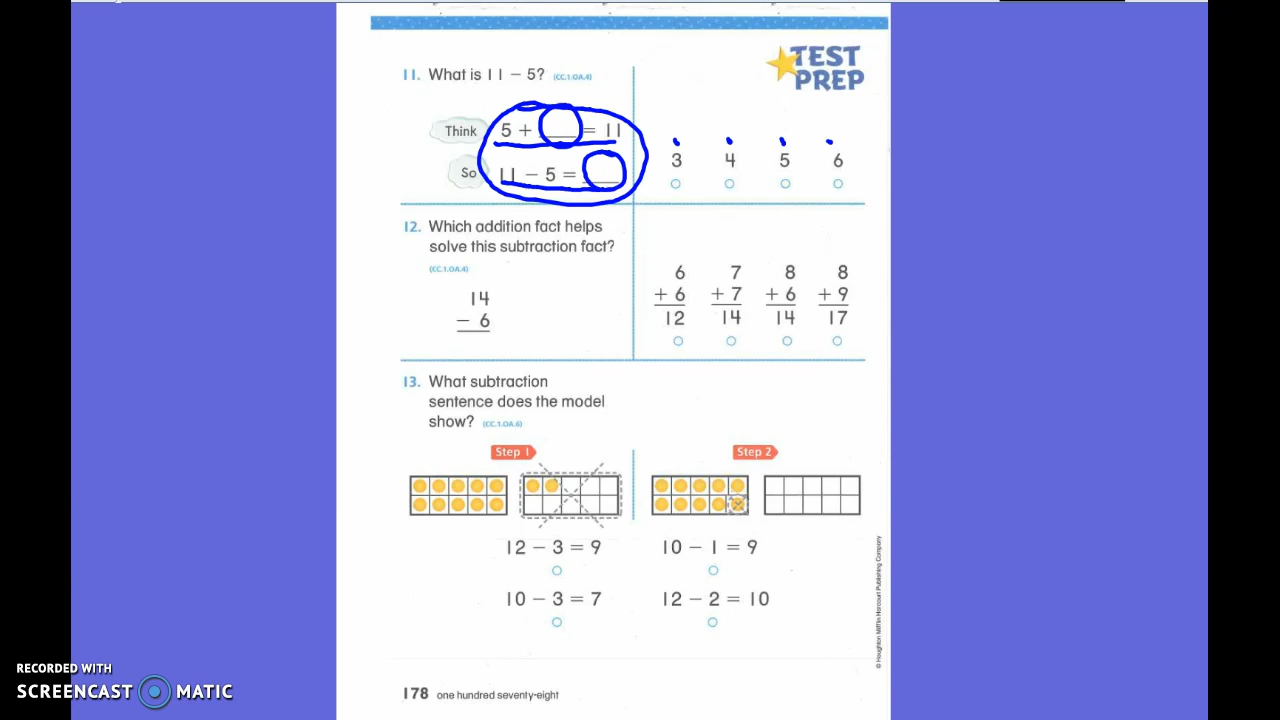 TEST
PREP
11. What is 11 − 5? (CC.1.OA.4)
Think 5 + ___ = 11
So 11 − 5 = ___
3 4 5 6
12. Which addition fact helps
solve this subtraction fact?
(CC.1.OA.4)
14
− 6
6 7 8 8
+ 6 + 7 + 6 + 9
12 14 14 17
13. What subtraction
sentence does the model
show? (CC.1.OA.6)
Step 1 Step 2
12 − 3 = 9 10 − 1 = 9
10 − 3 = 7 12 − 2 = 10
© Houghton Mifflin Harcourt Publishing Company
178 one hundred seventy-eight
RECORDED WITH
SCREENCAST MATIC